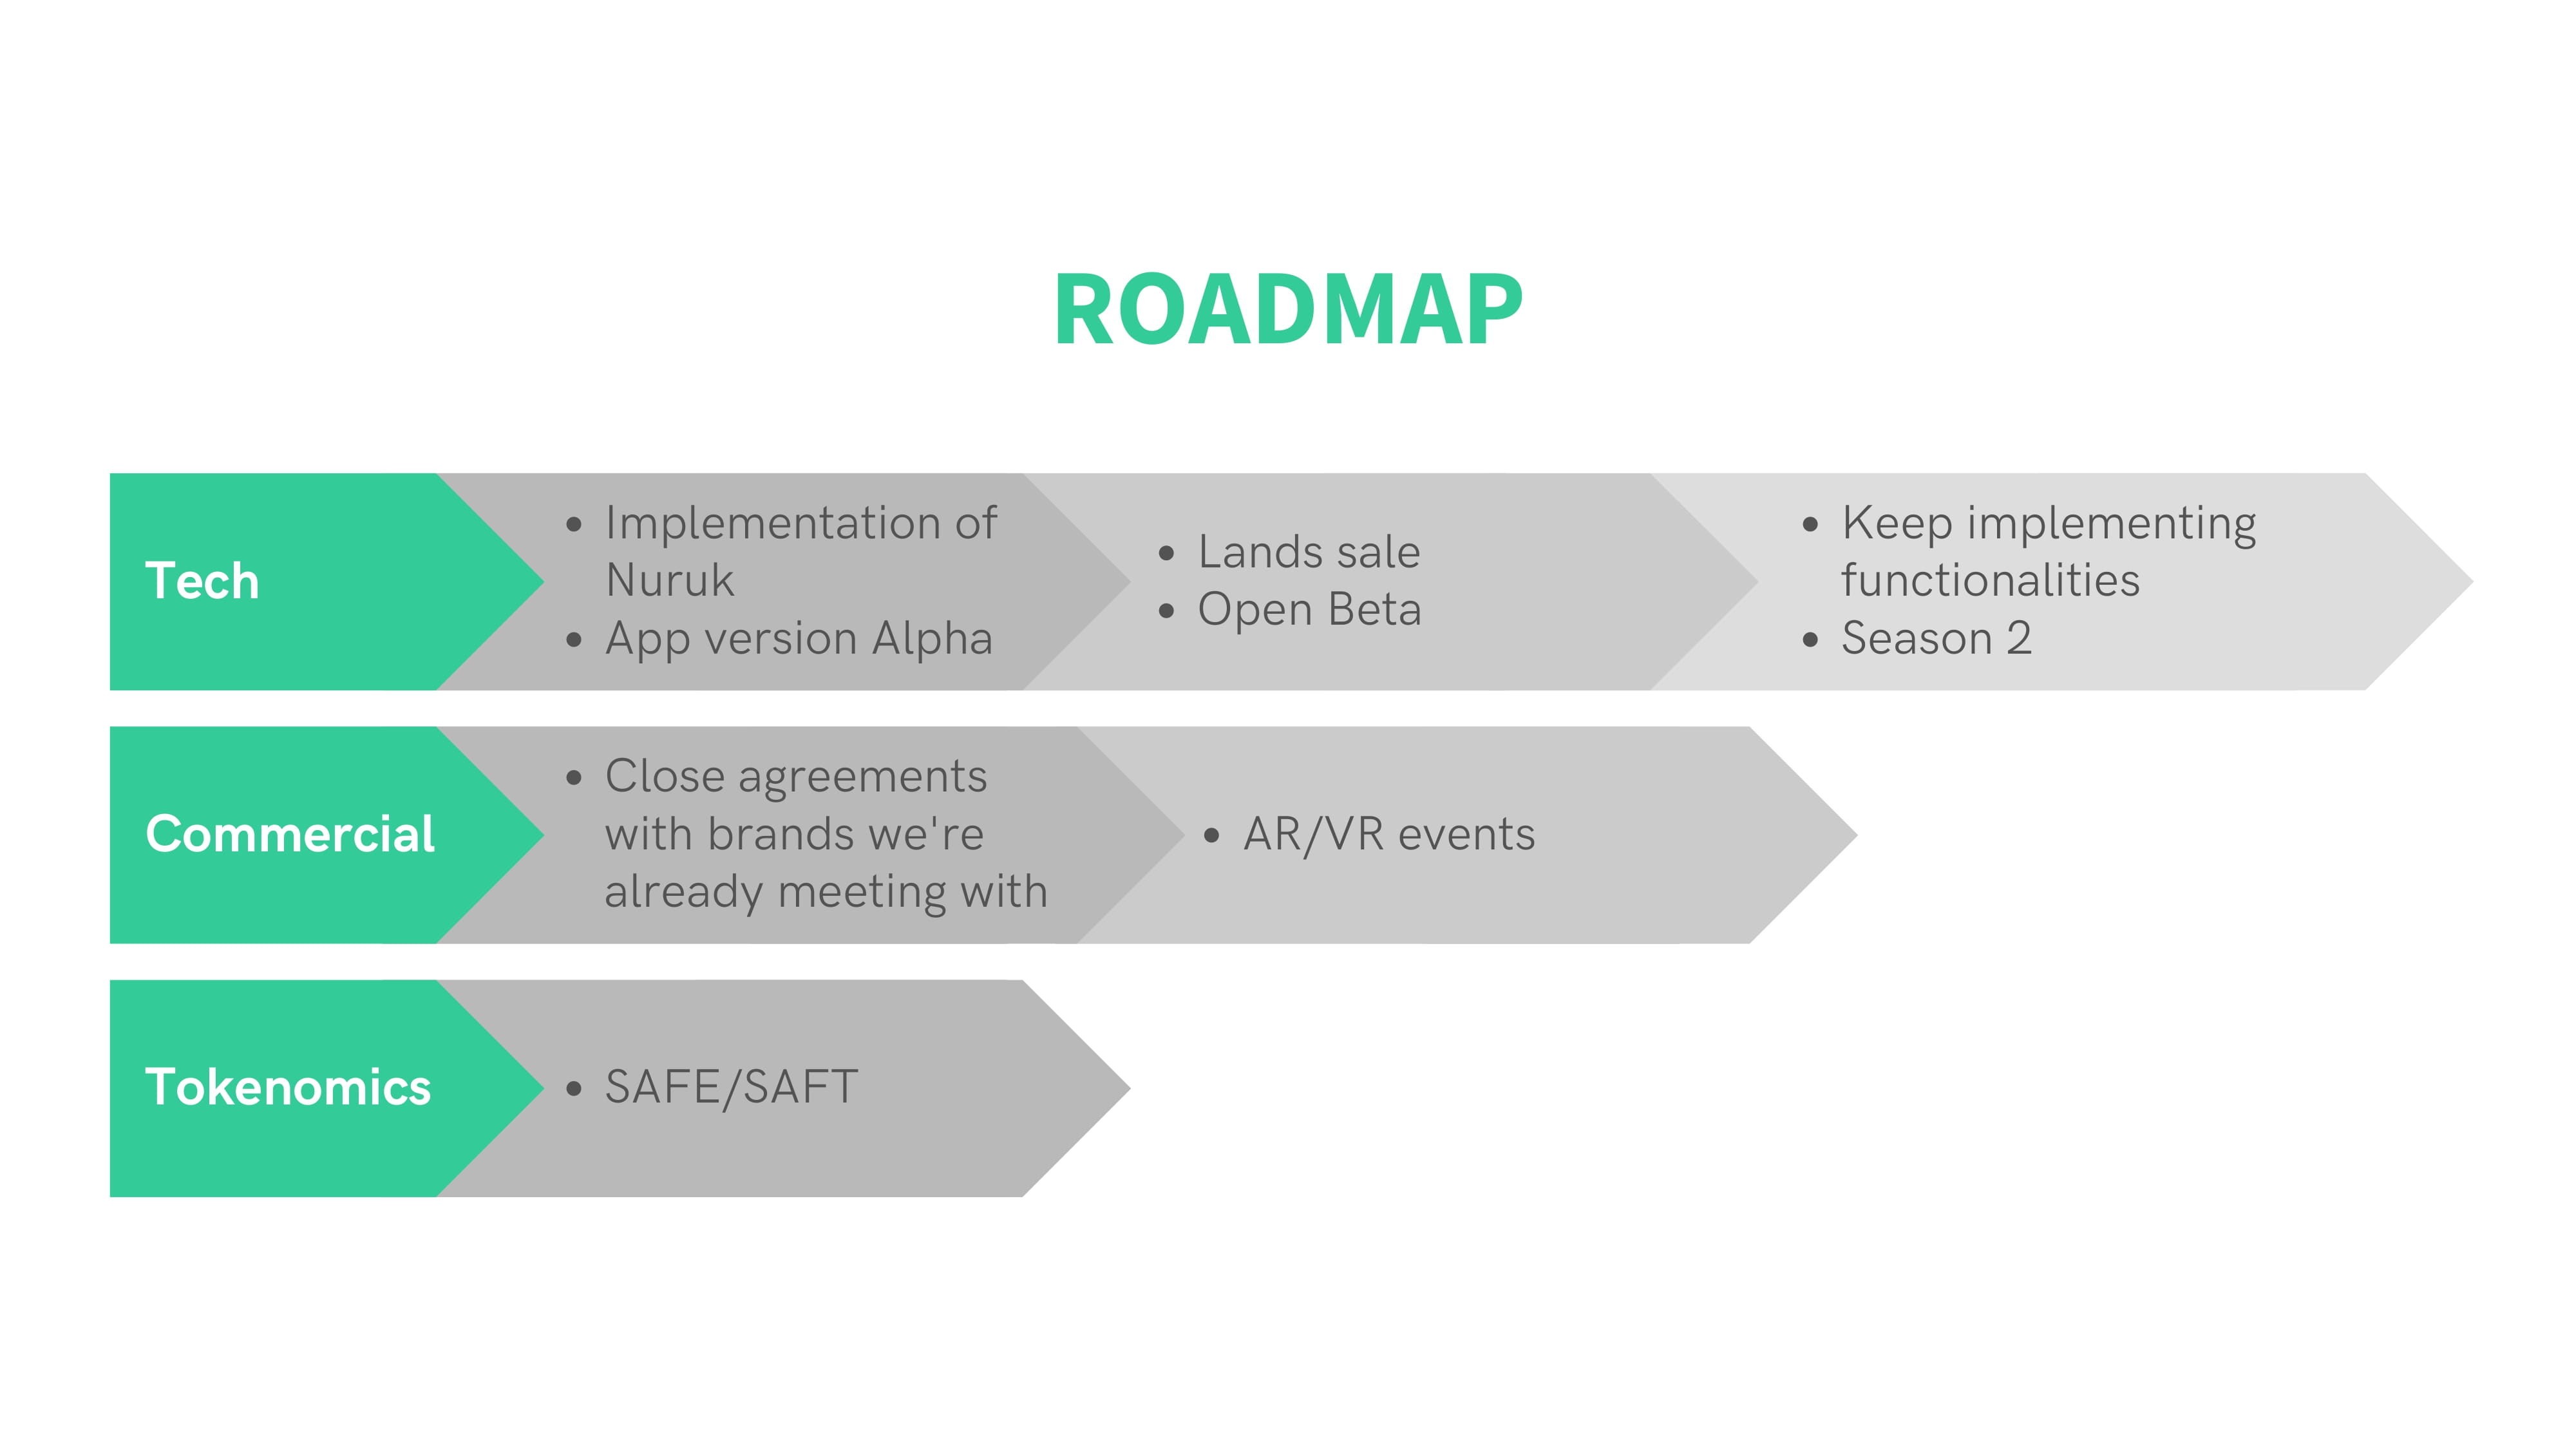 ROADMAP
Tech
• Implementation of
Nuruk
• App version Alpha
• Lands sale
• Open Beta
• Keep implementing
functionalities
• Season 2
Commercial
• Close agreements
with brands we're
already meeting with
• AR/VR events
Tokenomics
• SAFE/SAFT